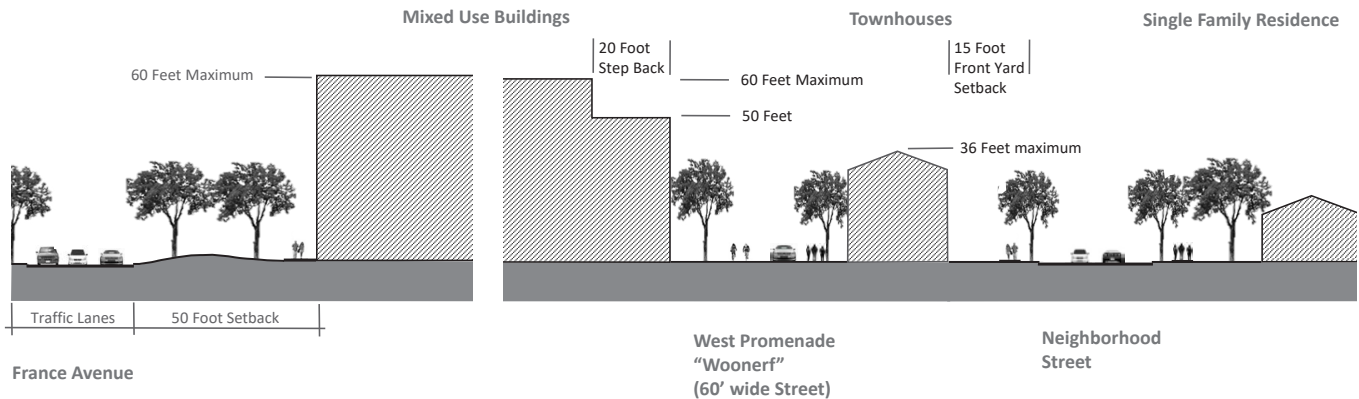 Mixed Use Buildings
Townhouses
Single Family Residence
20 Foot
Step Back
15 Foot
Front Yard
Setback
60 Feet Maximum
60 Feet Maximum
50 Feet
36 Feet maximum
Traffic Lanes
50 Foot Setback
West Promenade
“Woonerf”
(60’ wide Street)
Neighborhood
Street
France Avenue